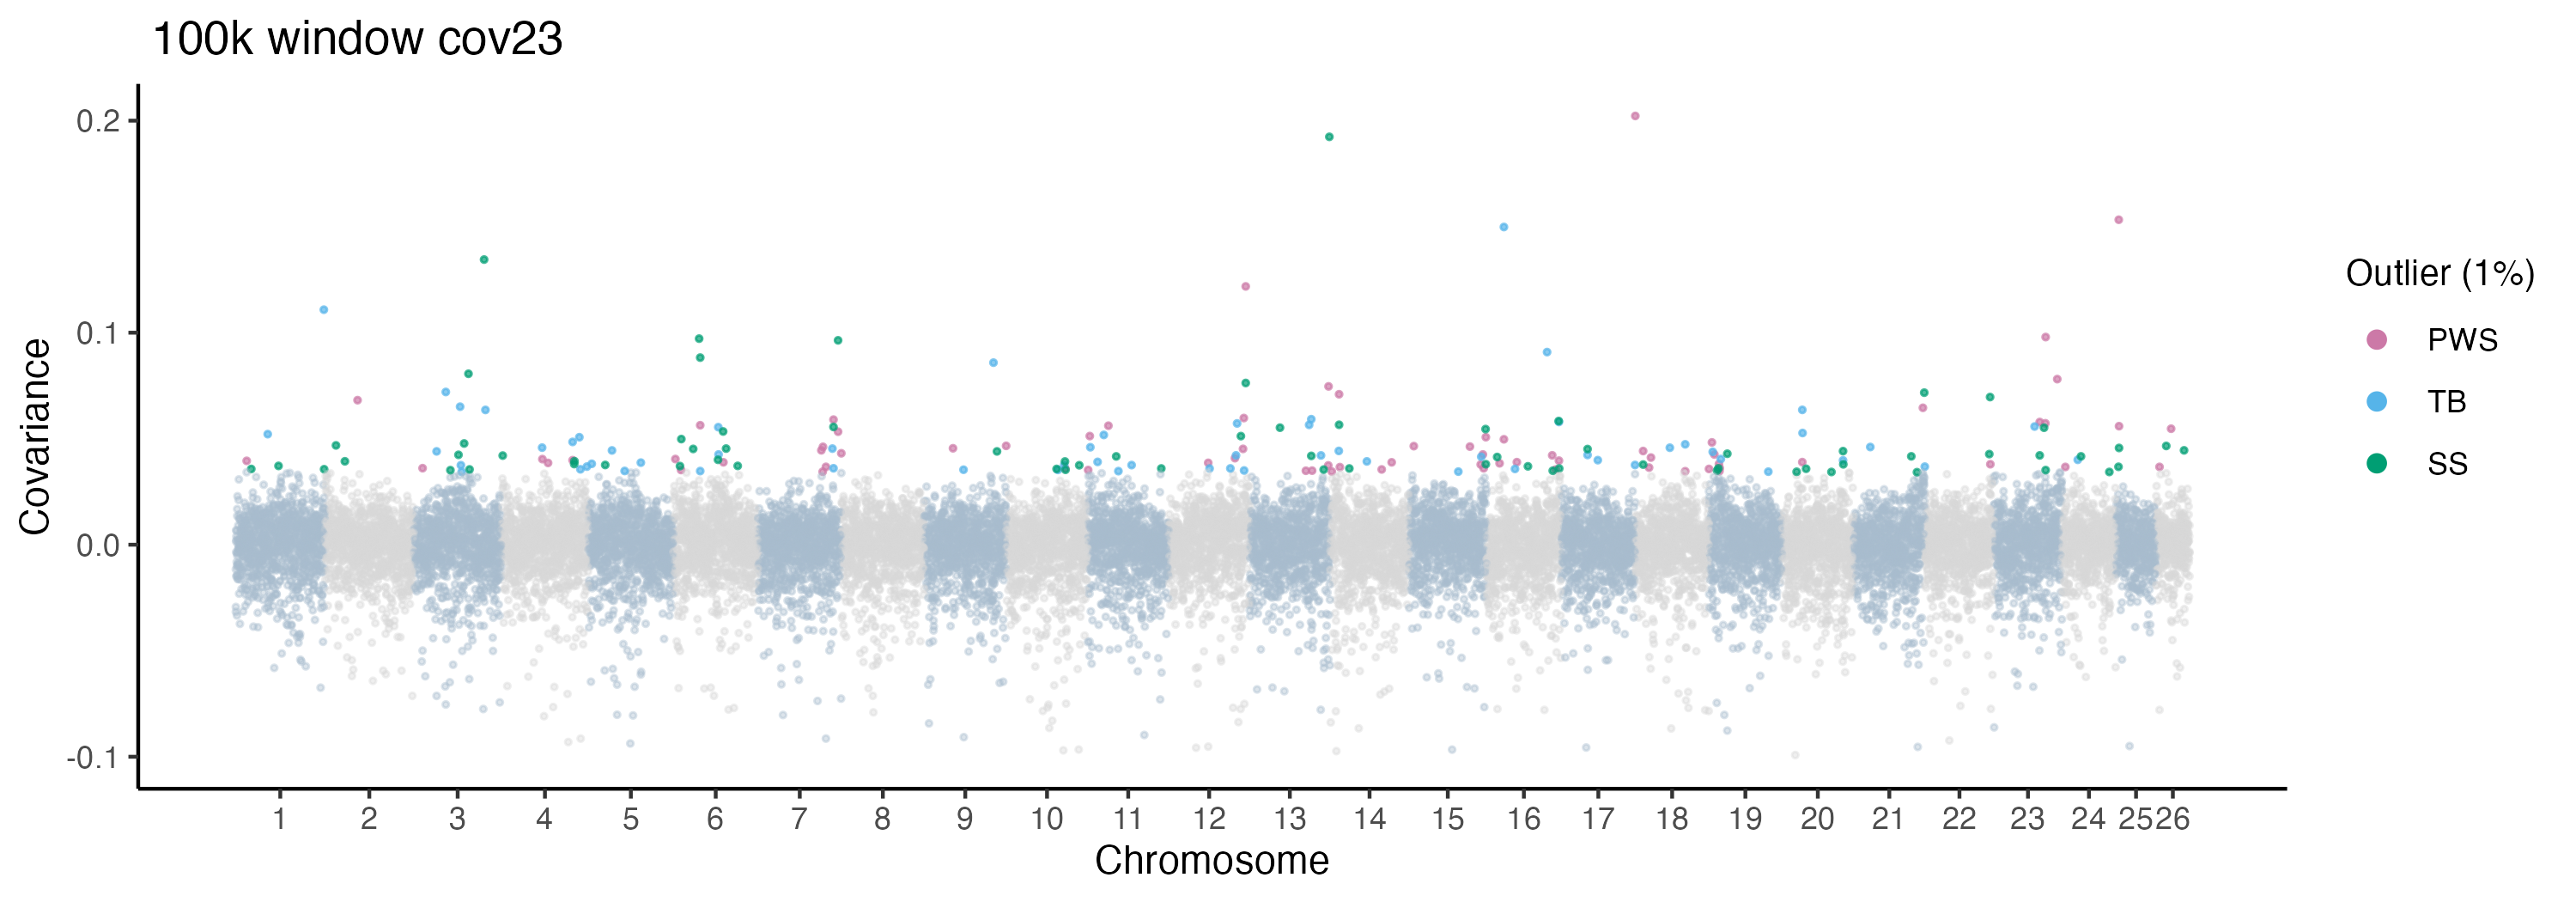 100k window cov23
0.2
0.1
0.0
-0.1
Covariance
1 2 3 4 5 6 7 8 9 10 11 12 13 14 15 16 17 18 19 20 21 22 23 24 25 26
Chromosome
Outlier (1%)
PWS
TB
SS